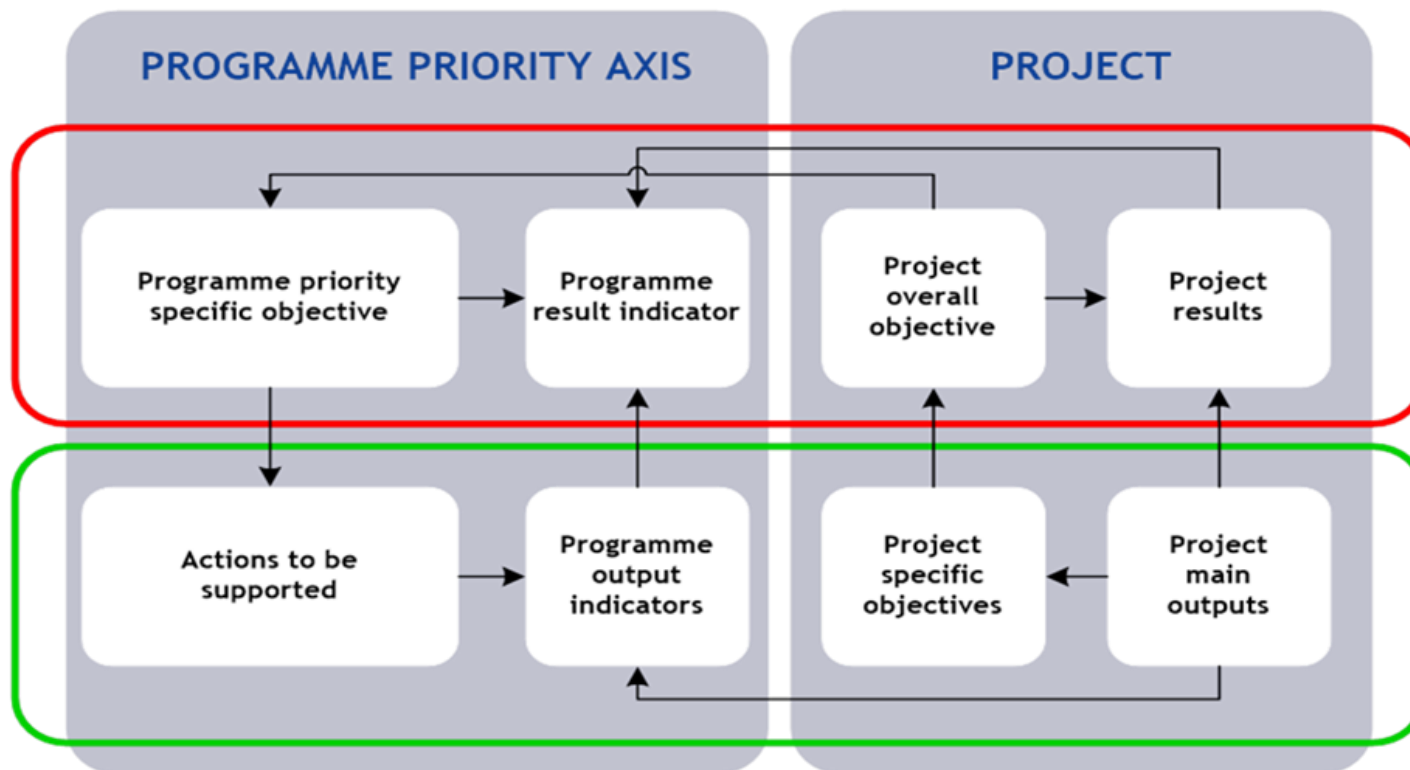 PROGRAMME PRIORITY AXIS
PROJECT
Programme priority
specific objective
Programme
result indicator
Project
overall
objective
Project
results
Actions to be
supported
Programme
output
indicators
Project
specific
objectives
Project
main
outputs